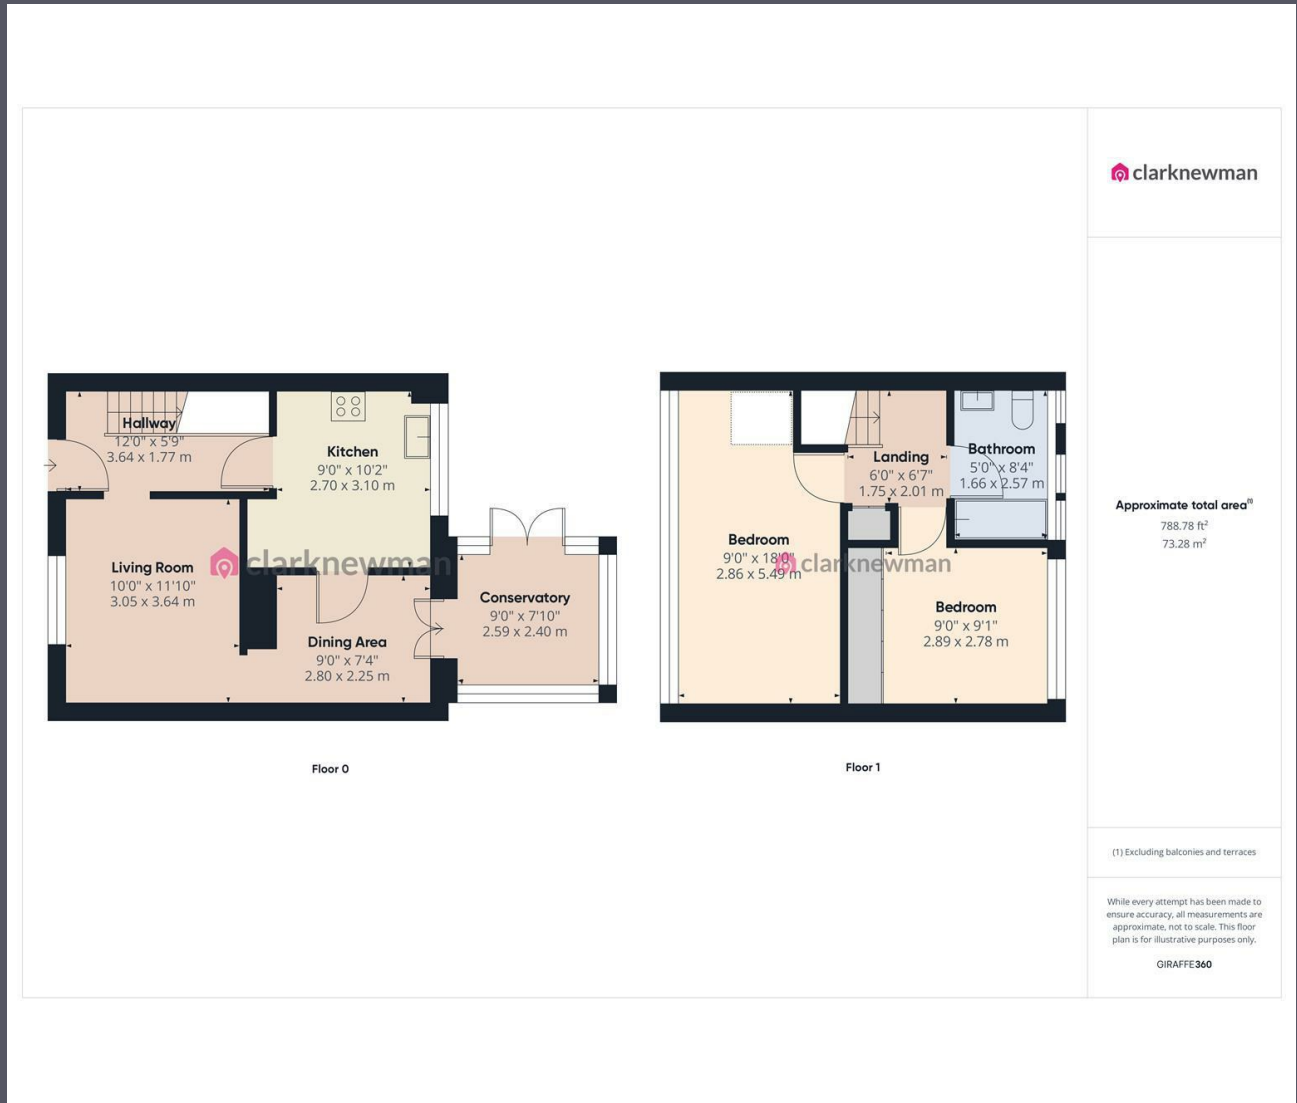 clarknewman
Hallway
12'0" x 5'9"
3.64 x 1.77 m
Kitchen
9'0" x 10'2"
2.70 x 3.10 m
Living Room
10'0" x 11'10"
3.05 x 3.64 m
clarknewman
Dining Area
9'0" x 7'4"
2.80 x 2.25 m
Conservatory
9'0" x 7'10"
2.59 x 2.40 m
Floor 0
Landing
6'0" x 6'7"
1.75 x 2.01 m
Bathroom
5'0" x 8'4"
1.66 x 2.57 m
Bedroom
9'0" x 18'0"
2.86 x 5.49 m
clarknewman
Bedroom
9'0" x 9'1"
2.89 x 2.78 m
Floor 1
Approximate total area(1)
788.78 ft²
73.28 m²
(1) Excluding balconies and terraces
While every attempt has been made to
ensure accuracy, all measurements are
approximate, not to scale. This floor
plan is for illustrative purposes only.
GIRAFFE360